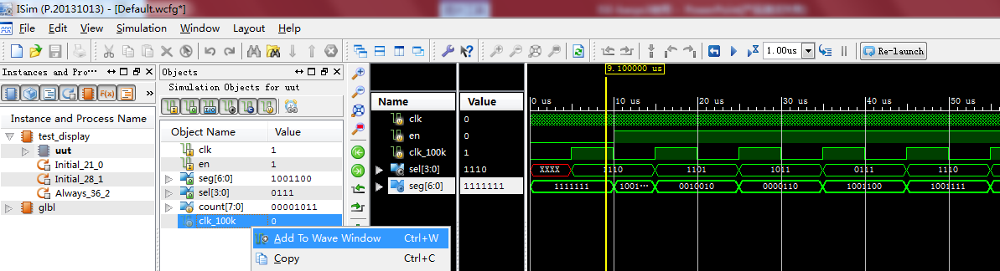 ISim (P.20131013) - [Default.wcfg*]
File Edit View Simulation Window Layout Help
1.00us Re-launch
Instances and Pro··· Objects
Simulation Objects for uut
9.100000 us
Instance and Process Name
test_display
uut
Initial_21_0
Initial_28_1
Always_36_2
glbl
Object Name Value
clk 1
en 1
seg[6:0] 1001100
sel[3:0] 0111
count[7:0] 00001011
clk_100k 0
Add To Wave Window Ctrl+W
Copy Ctrl+C
Name Value
clk 0
en 0
clk_100k 1
sel[3:0] 1110
seg[6:0] 1111111
0 us 10 us 20 us 30 us 40 us 50 us
XXXX 1110 1101 1011 0111 1110
1111111 1001··· 0010010 0000110 1001100 1001111